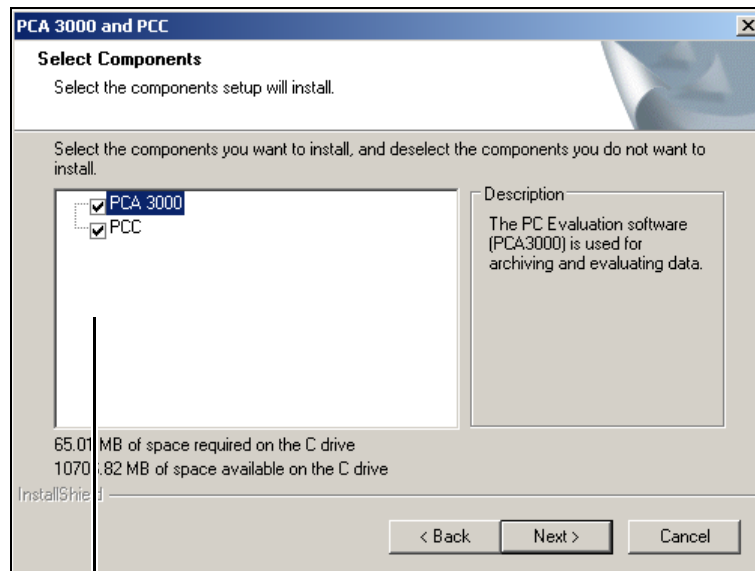 PCA 3000 and PCC
Select Components
Select the components setup will install.
Select the components you want to install, and deselect the components you do not want to
install.
PCA 3000
PCC
Description
The PC Evaluation software
(PCA3000) is used for
archiving and evaluating data.
65.01 MB of space required on the C drive
MB of space available on the C drive
InstallShield
< Back
Next >
Cancel